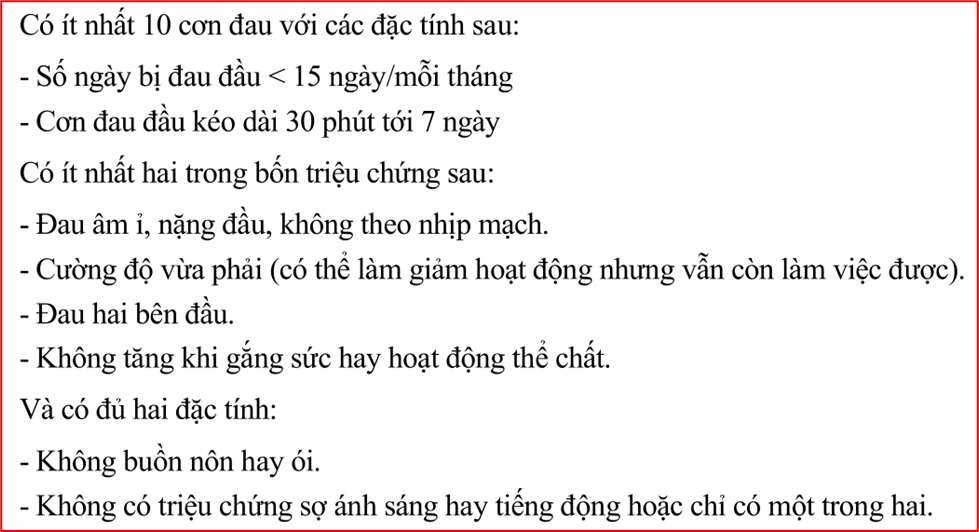 Có ít nhất 10 cơn đau với các đặc tính sau:
- Số ngày bị đau đầu < 15 ngày/mỗi tháng
- Cơn đau đầu kéo dài 30 phút tới 7 ngày
Có ít nhất hai trong bốn triệu chứng sau:
- Đau âm ỉ, nặng đầu, không theo nhịp mạch.
- Cường độ vừa phải (có thể làm giảm hoạt động nhưng vẫn còn làm việc được).
- Đau hai bên đầu.
- Không tăng khi gắng sức hay hoạt động thể chất.
Và có đủ hai đặc tính:
- Không buồn nôn hay ói.
- Không có triệu chứng sợ ánh sáng hay tiếng động hoặc chỉ có một trong hai.